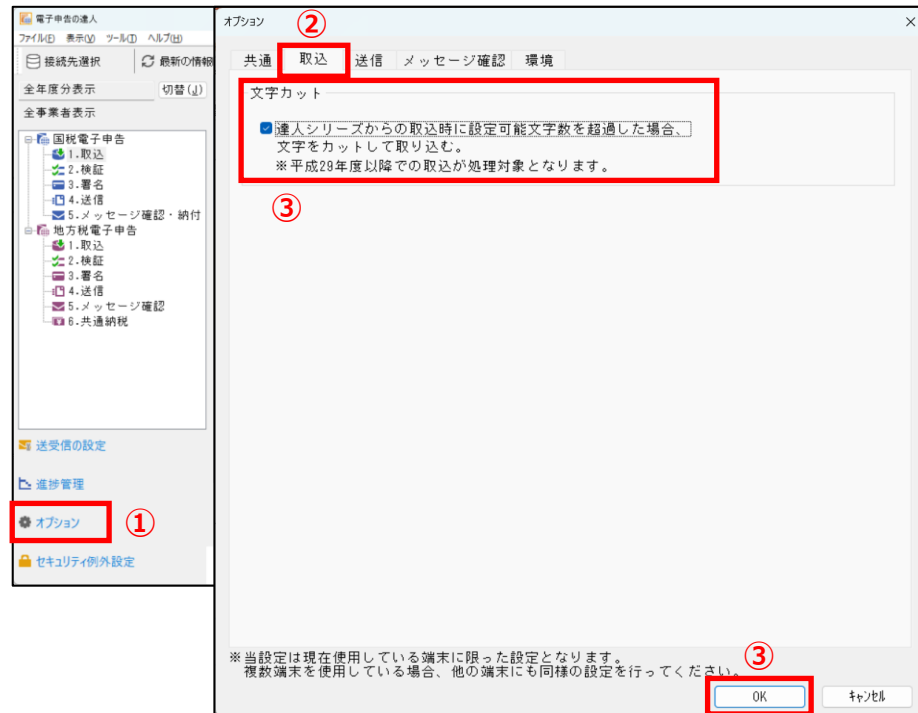 電子申告の達人
ファイル(F) 表示(V) ツール(T) ヘルプ(H)
接続先選択 最新の情報
全年度分表示 切替(J)
全事業者表示
国税電子申告
1.取込
2.検証
3.署名
4.送信
5.メッセージ確認・納付
地方税電子申告
1.取込
2.検証
3.署名
4.送信
5.メッセージ確認
6.共通納税
送受信の設定
進捗管理
オプション
①
セキュリティ例外設定
オプション
②
共通 取込 送信 メッセージ確認 環境
文字カット
達人シリーズからの取込時に設定可能文字数を超過した場合、
文字をカットして取り込む。
※平成29年度以降での取込が処理対象となります。
③
※当設定は現在使用している端末に限った設定となります。
複数端末を使用している場合、他の端末にも同様の設定を行ってください。
③
OK キャンセル